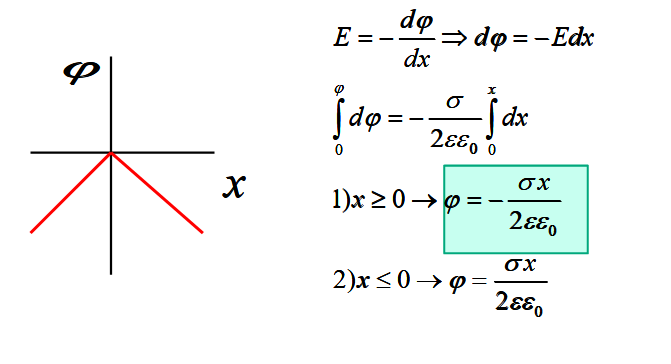 φ
x
E = -dφ/dx ⇒ dφ = -Edx
∫₀^φ dφ = -σ/2εε₀ ∫₀^x dx
1)x ≥ 0 → φ = -σx/2εε₀
2)x ≤ 0 → φ = σx/2εε₀